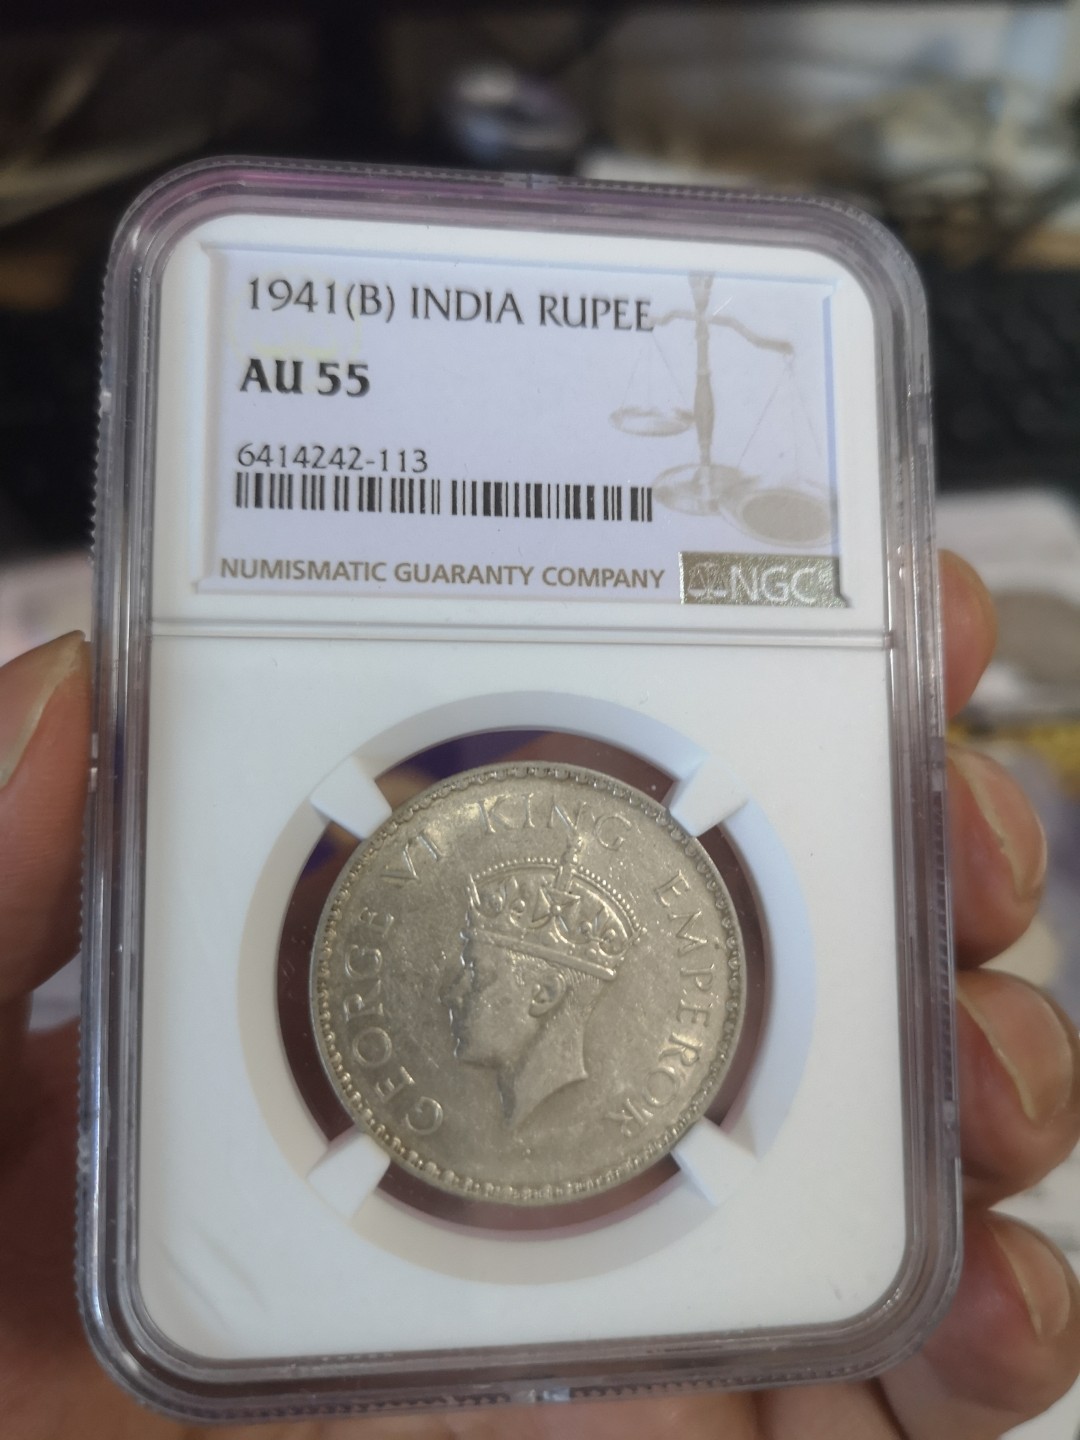 1941(B) INDIA RUPEE
AU 55
6414242-113
NUMISMATIC GUARANTY COMPANY
NGC
GEORGE VI KING EMPEROR